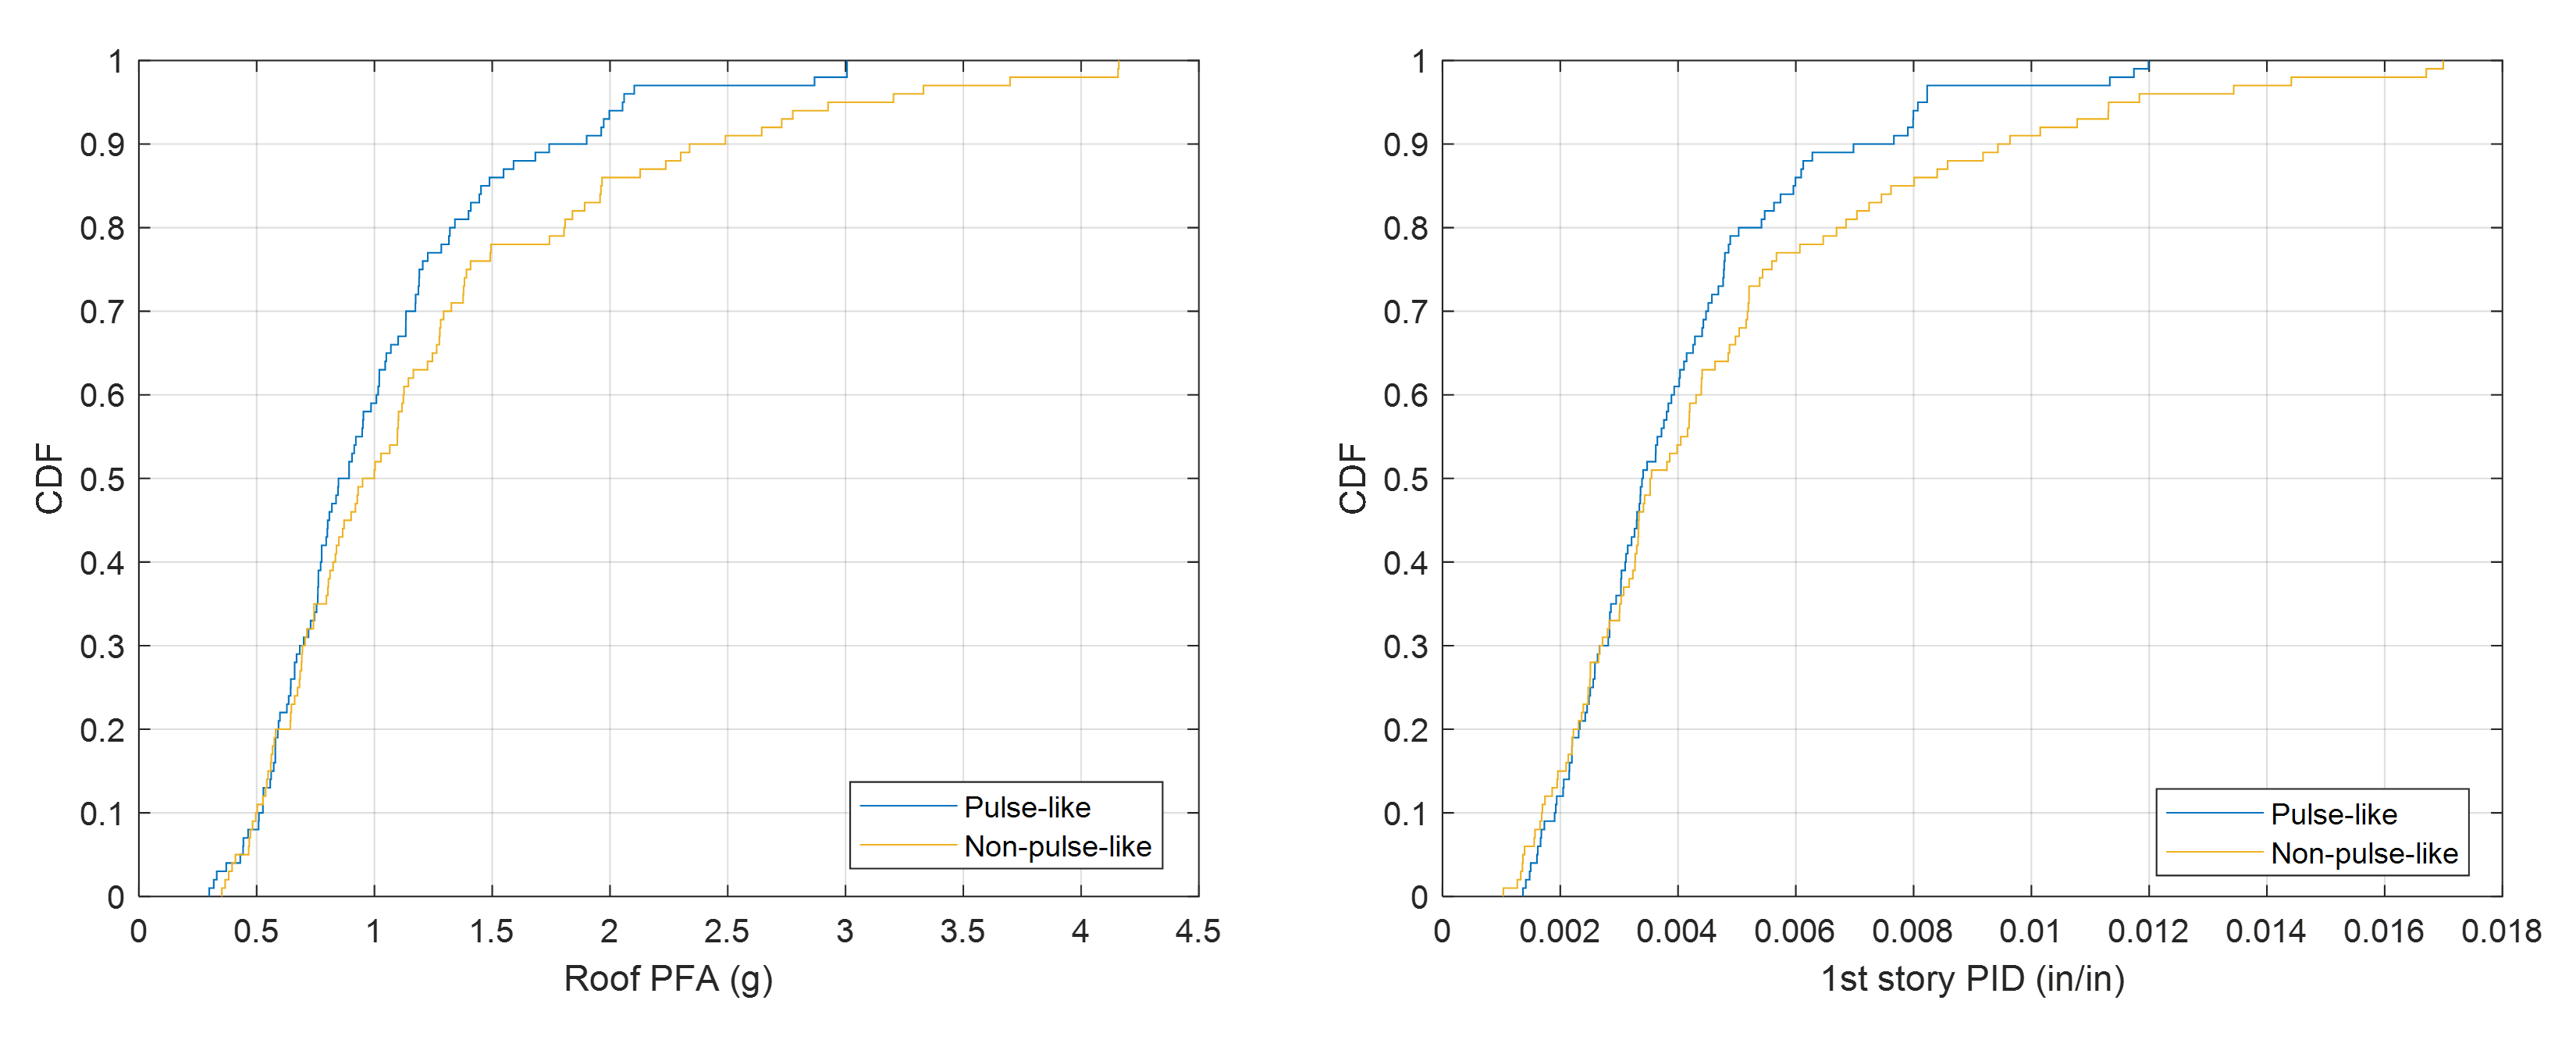 1
0.9
0.8
0.7
0.6
0.5
0.4
0.3
0.2
0.1
0
CDF
0 0.5 1 1.5 2 2.5 3 3.5 4 4.5
Roof PFA (g)
Pulse-like
Non-pulse-like
1
0.9
0.8
0.7
0.6
0.5
0.4
0.3
0.2
0.1
0
CDF
0 0.002 0.004 0.006 0.008 0.01 0.012 0.014 0.016 0.018
1st story PID (in/in)
Pulse-like
Non-pulse-like